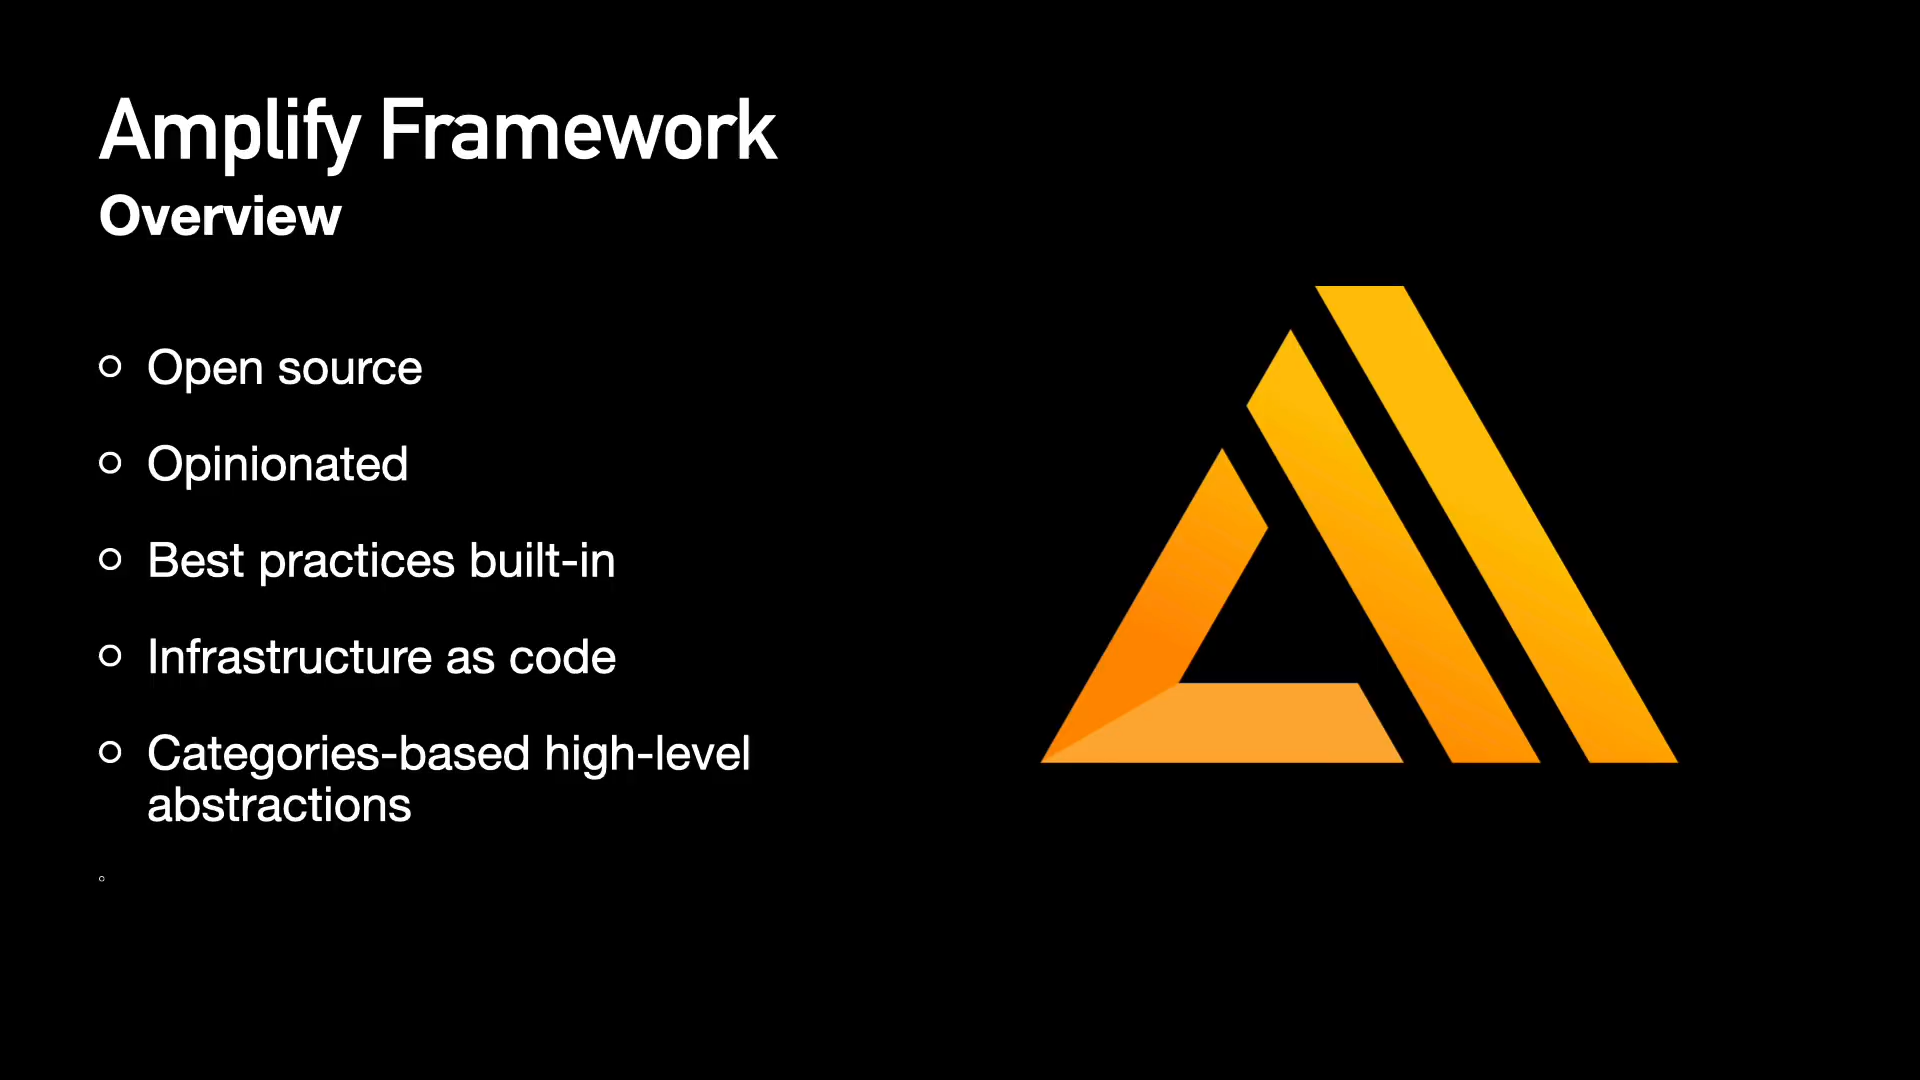 Amplify Framework
Overview
Open source
Opinionated
Best practices built-in
Infrastructure as code
Categories-based high-level
abstractions